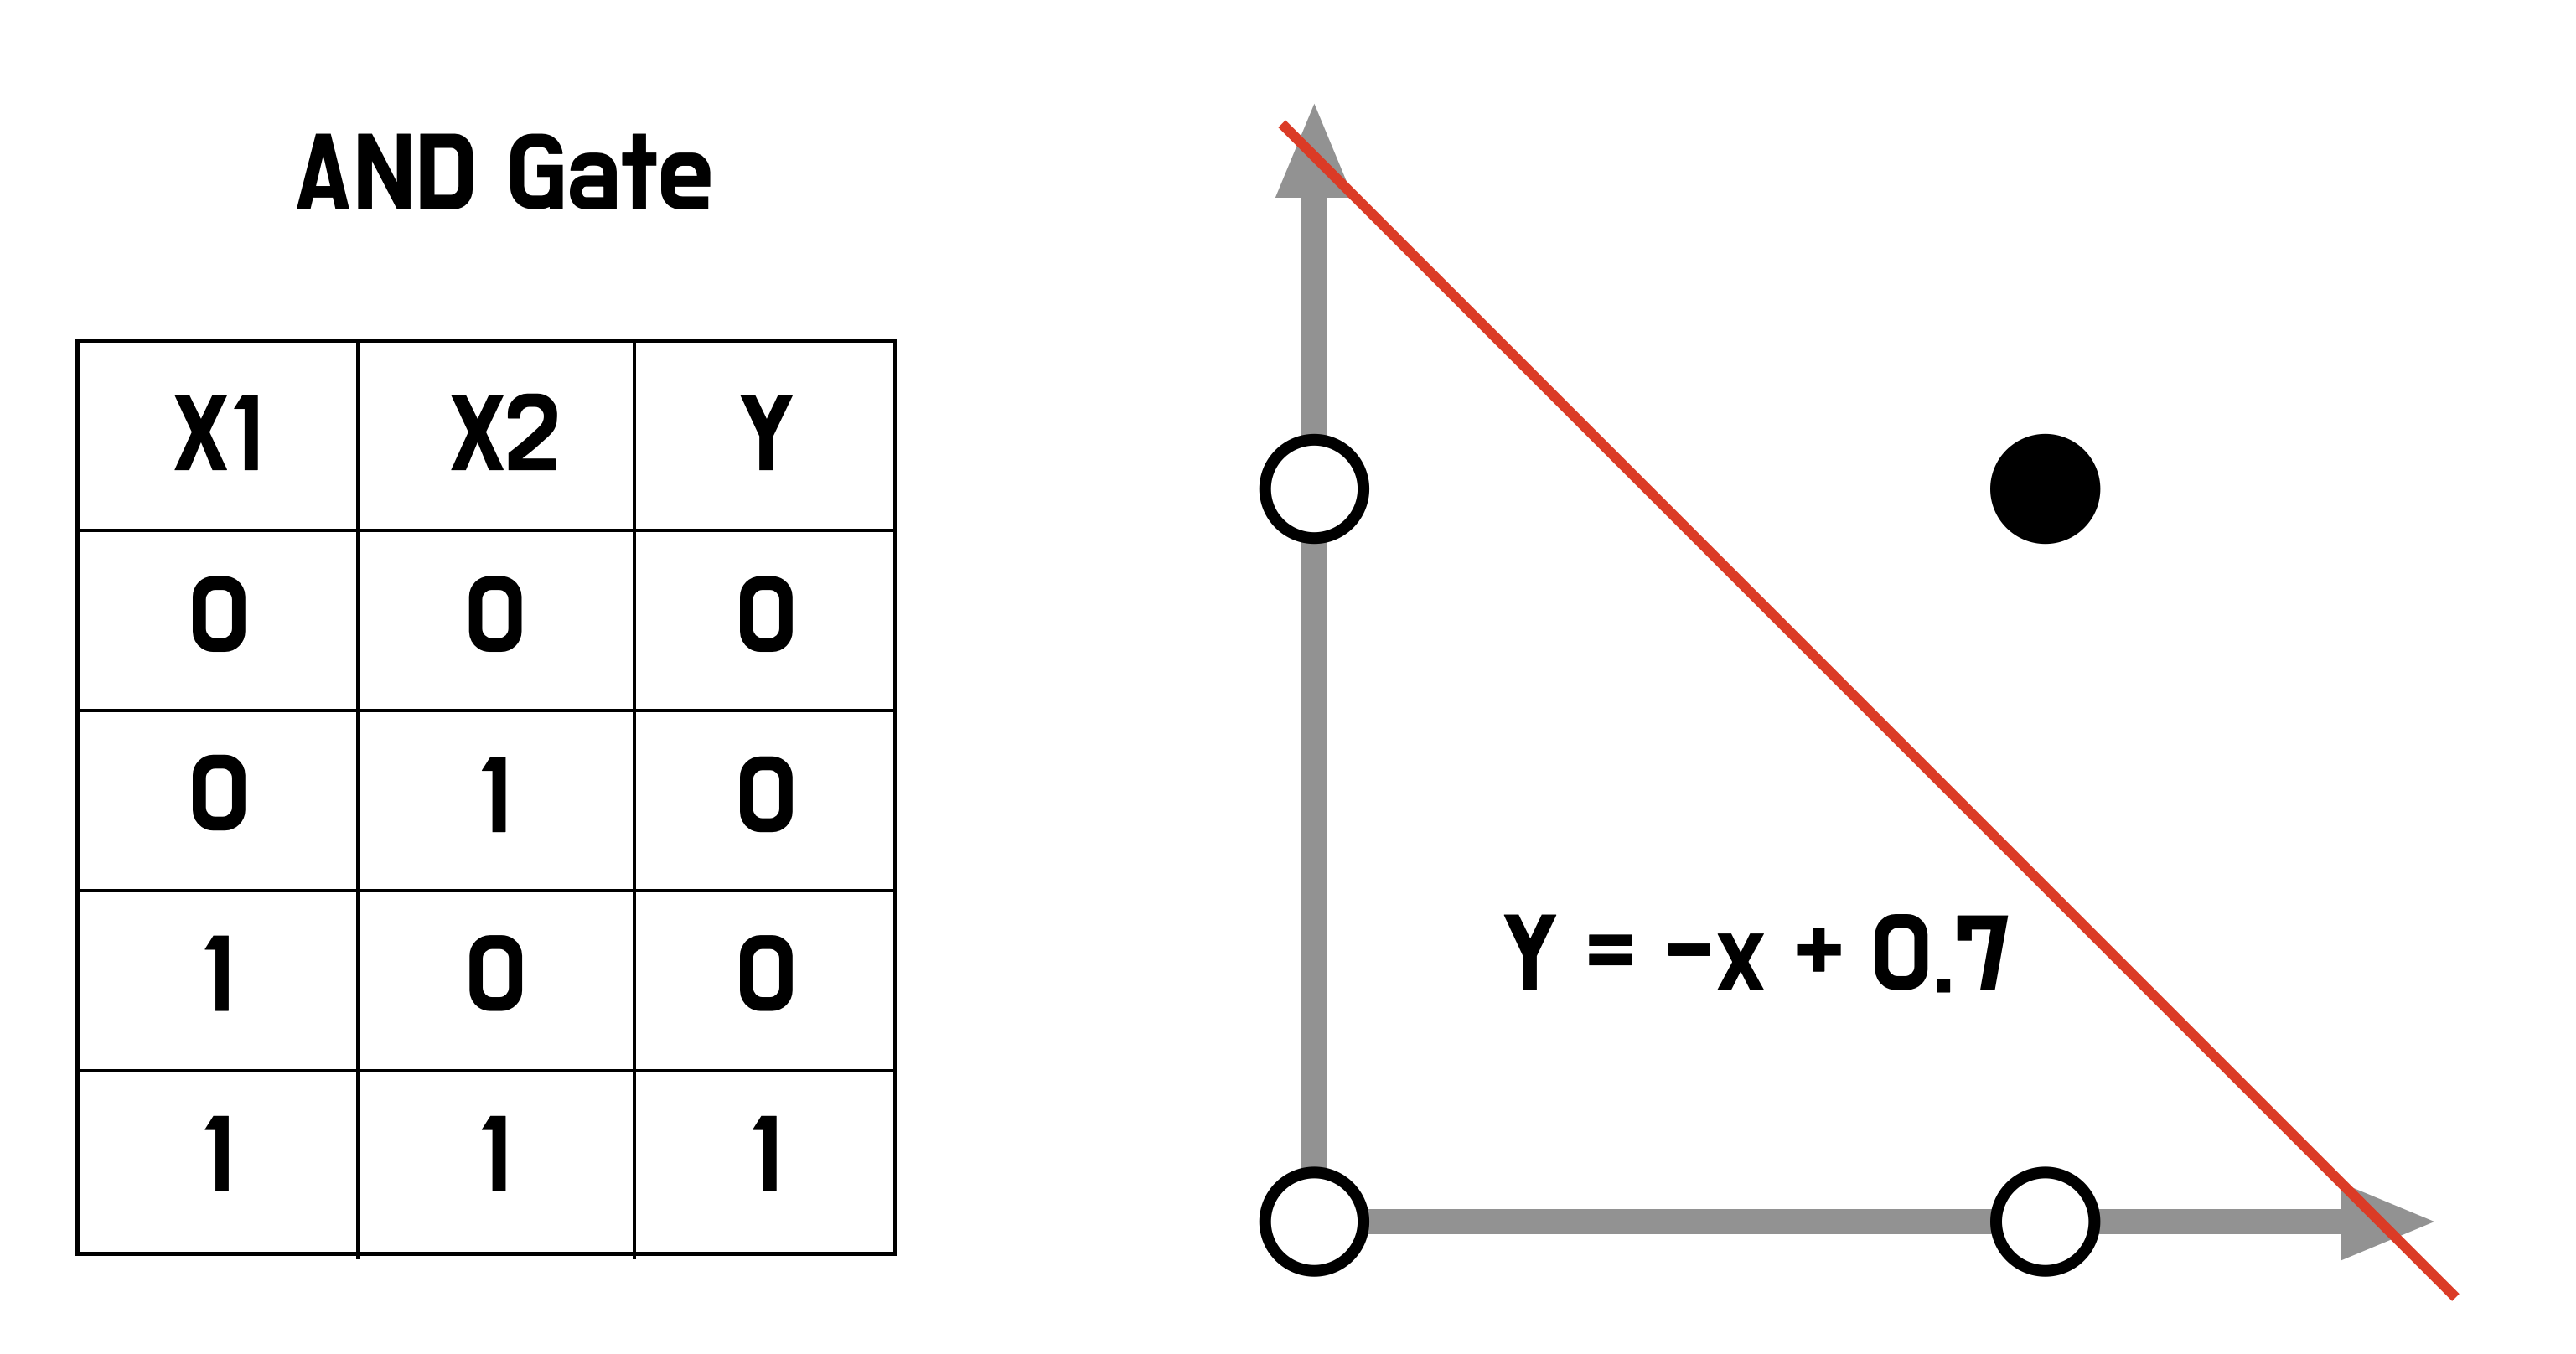 AND Gate
X1 X2 Y
0 0 0
0 1 0
1 0 0
1 1 1
Y = -x + 0.7